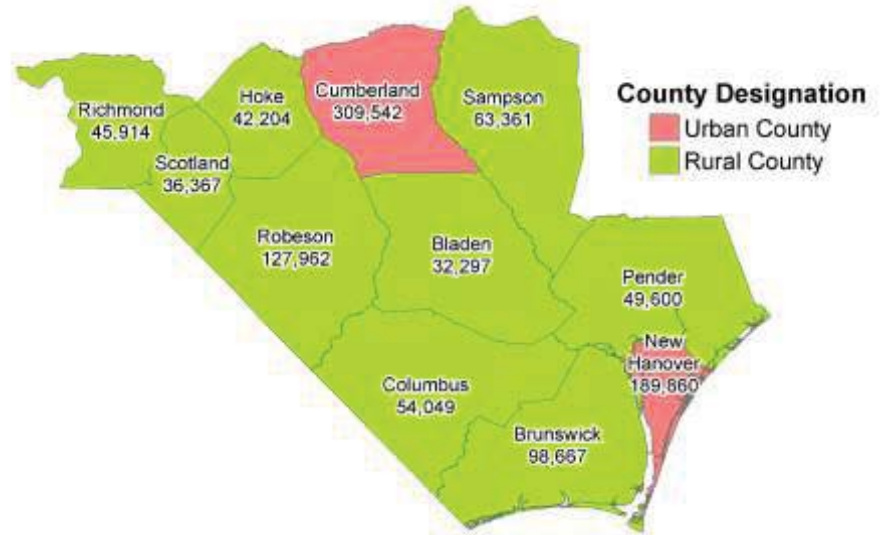 Richmond
45,914
Hoke
42,204
Cumberland
309,542
Sampson
63,361
County Designation
Urban County
Rural County
Scotland
36,367
Robeson
127,962
Bladen
32,297
Pender
49,600
New
Hanover
189,860
Columbus
54,049
Brunswick
98,667